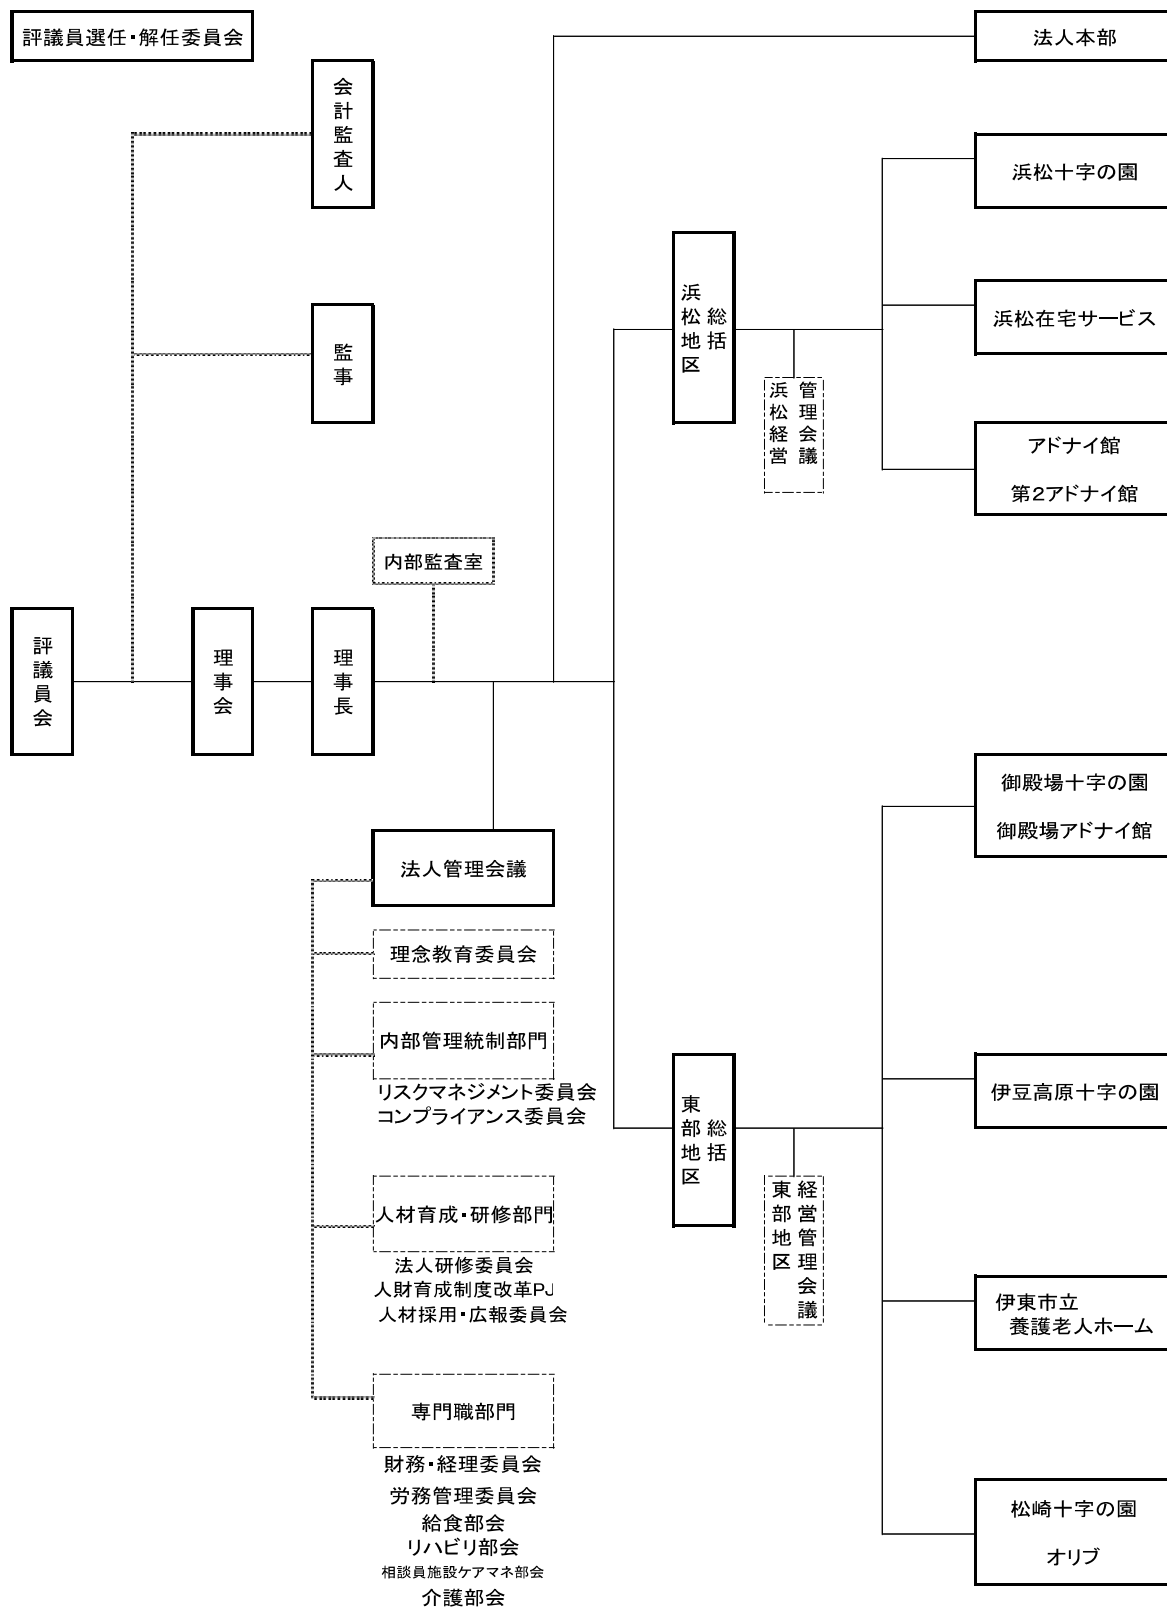 評議員選任・解任委員会
法人本部
会計監査人
浜松十字の園
浜松地区
総括
浜松在宅サービス
監事
浜松経営
管理会議
アドナイ館
第2アドナイ館
内部監査室
評議員会
理事会
理事長
御殿場十字の園
御殿場アドナイ館
法人管理会議
理念教育委員会
内部管理統制部門
リスクマネジメント委員会
コンプライアンス委員会
東部地区
総括
伊豆高原十字の園
人材育成・研修部門
法人研修委員会
人財育成制度改革PJ
人材採用・広報委員会
東部地区
経営管理会議
伊東市立
養護老人ホーム
専門職部門
財務・経理委員会
労務管理委員会
給食部会
リハビリ部会
相談員施設ケアマネ部会
介護部会
松崎十字の園
オリブ